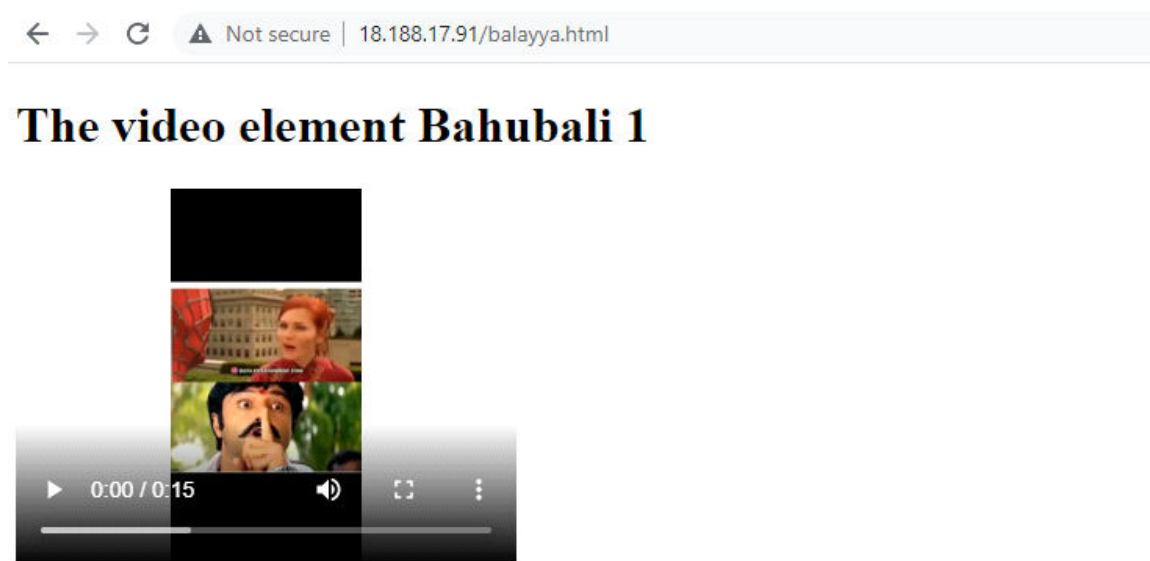 Not secure | 18.188.17.91/balayya.html
The video element Bahubali 1
0:00 / 0:15